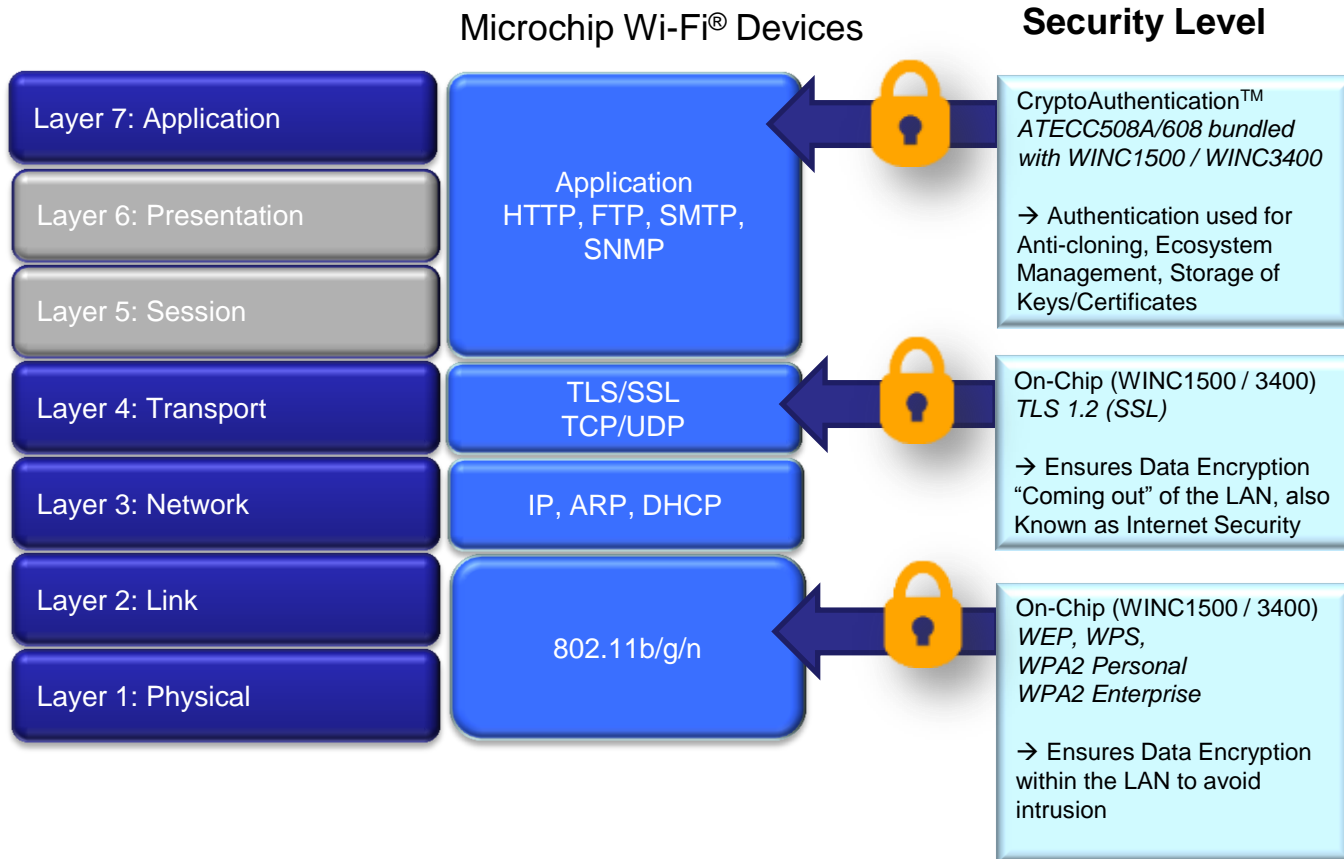 Microchip Wi-Fi® Devices
Security Level
Layer 7: Application
Layer 6: Presentation
Layer 5: Session
Layer 4: Transport
Layer 3: Network
Layer 2: Link
Layer 1: Physical
Application
HTTP, FTP, SMTP,
SNMP
TLS/SSL
TCP/UDP
IP, ARP, DHCP
802.11b/g/n
CryptoAuthentication™
ATECC508A/608 bundled
with WINC1500 / WINC3400
→ Authentication used for
Anti-cloning, Ecosystem
Management, Storage of
Keys/Certificates
On-Chip (WINC1500 / 3400)
TLS 1.2 (SSL)
→ Ensures Data Encryption
“Coming out” of the LAN, also
Known as Internet Security
On-Chip (WINC1500 / 3400)
WEP, WPS,
WPA2 Personal
WPA2 Enterprise
→ Ensures Data Encryption
within the LAN to avoid
intrusion